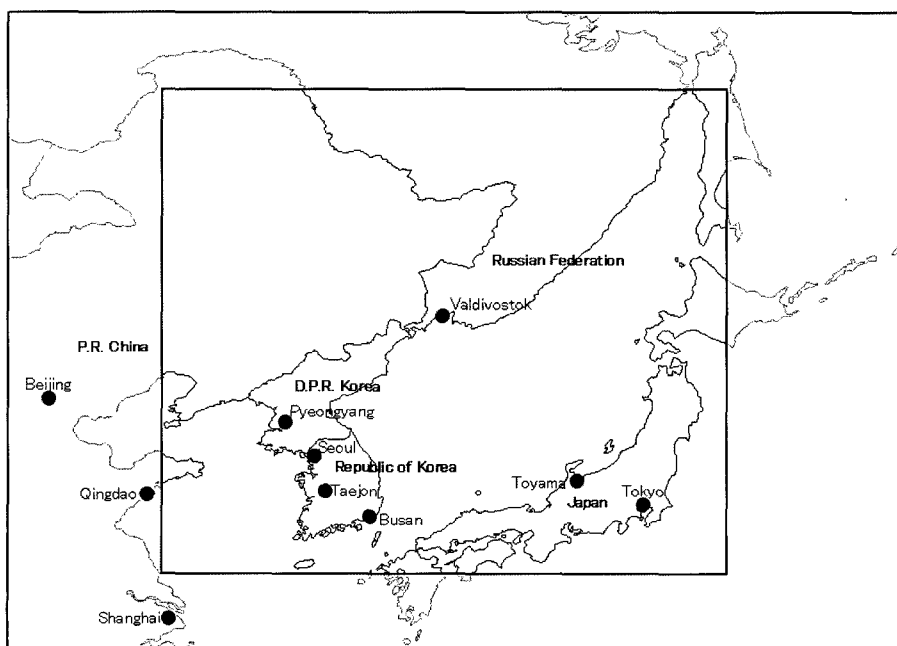 Russian Federation
Valdivostok
P.R. China
Beijing
D.P.R. Korea
Pyeongyang
Seoul
Republic of Korea
Qingdao
Taejon
Toyama
Tokyo
Japan
Busan
Shanghai